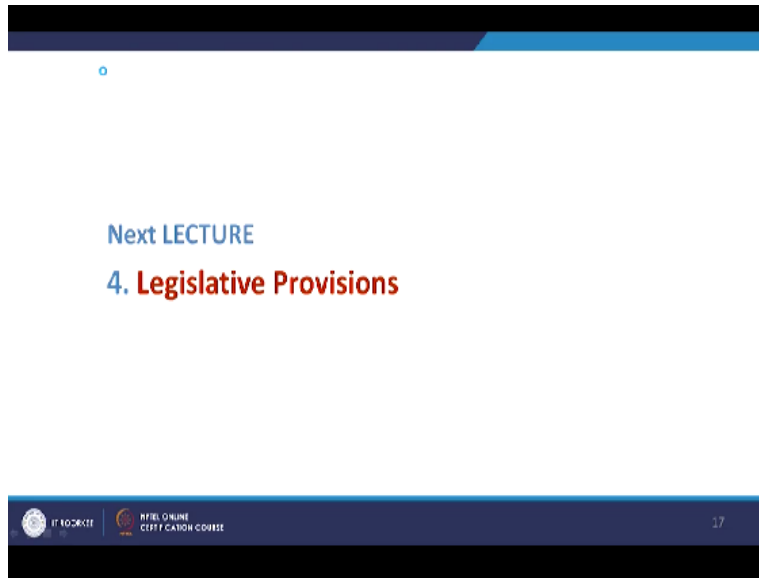 Next LECTURE
4. Legislative Provisions
IIT ROORKEE
NPTEL ONLINE
CERTIFICATION COURSE
17